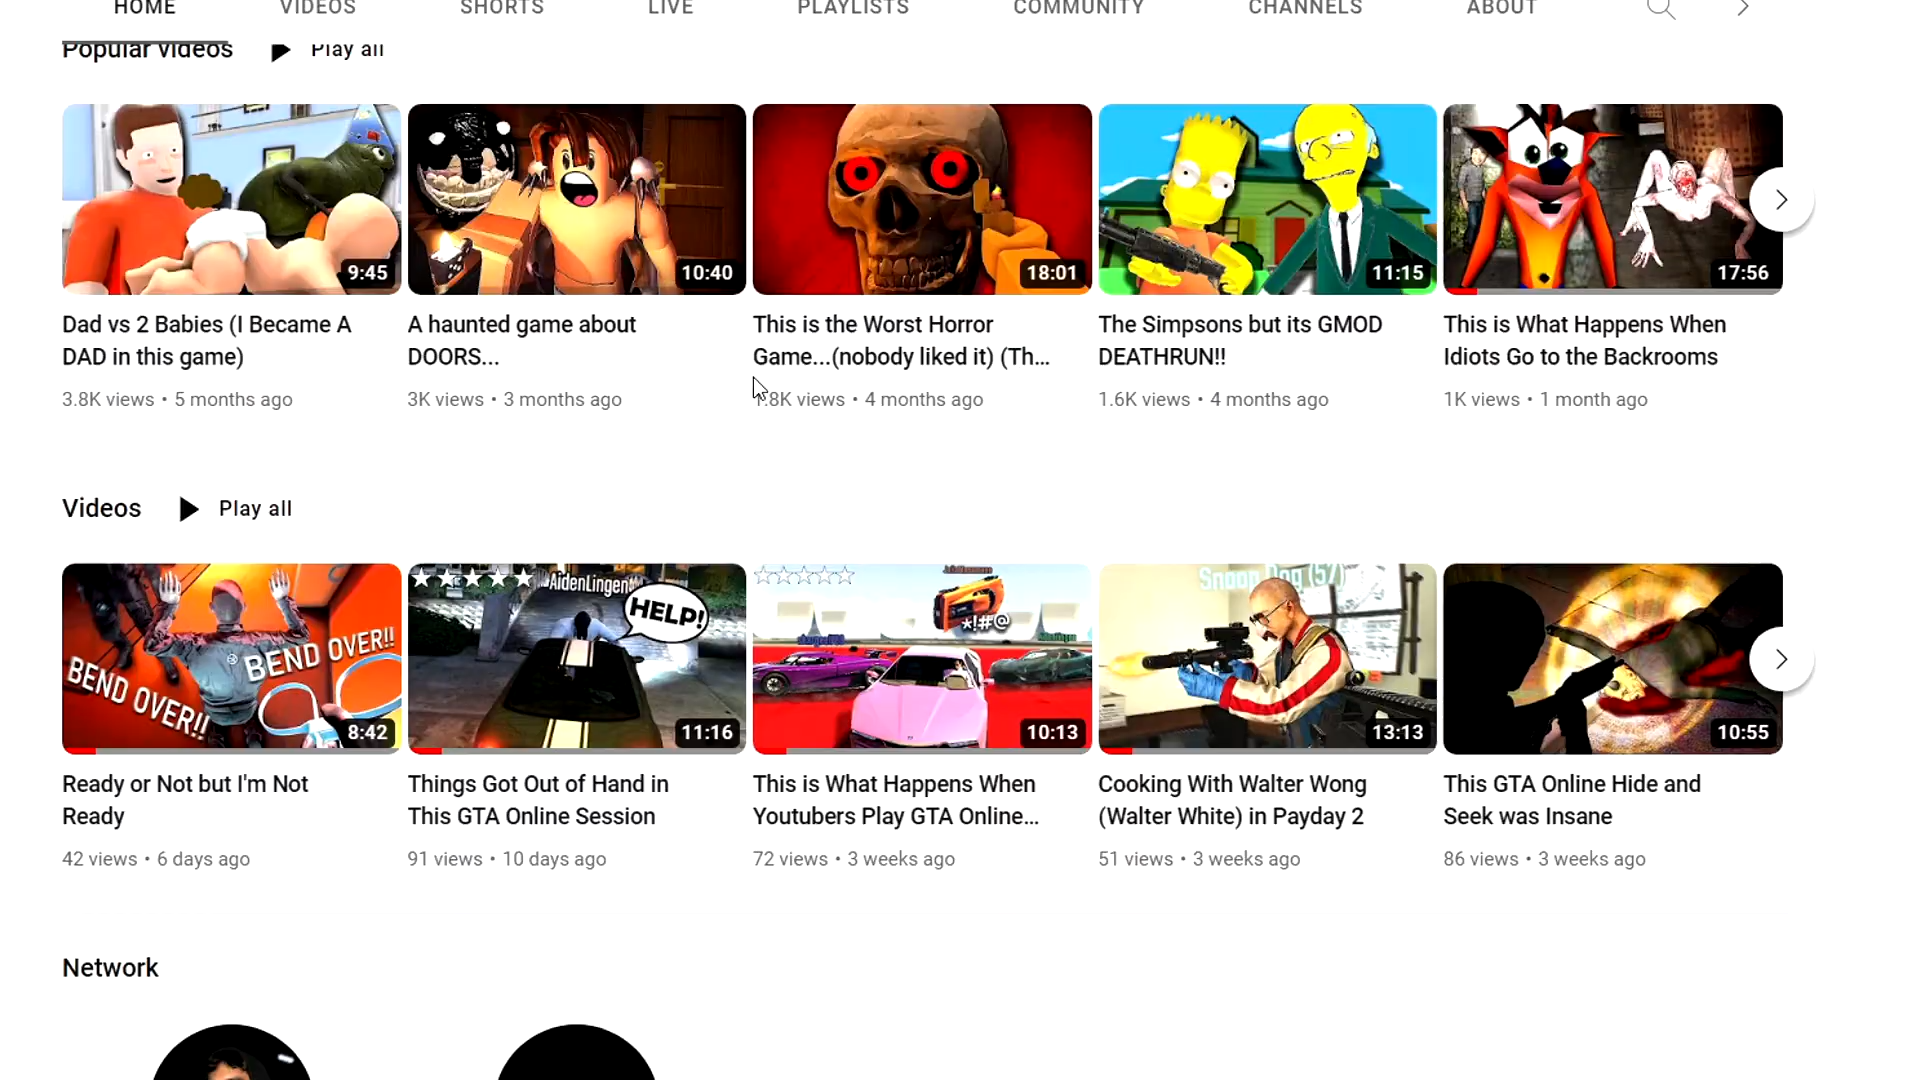 HOME VIDEOS SHORTS LIVE PLAYLISTS COMMUNITY CHANNELS ABOUT
Popular videos Play all
9:45 10:40 18:01 11:15 17:56
Dad vs 2 Babies (I Became A
DAD in this game)
3.8K views • 5 months ago
A haunted game about
DOORS...
3K views • 3 months ago
This is the Worst Horror
Game...(nobody liked it) (Th...
.8K views • 4 months ago
The Simpsons but its GMOD
DEATHRUN!!
1.6K views • 4 months ago
This is What Happens When
Idiots Go to the Backrooms
1K views • 1 month ago
Videos Play all
BEND OVER!!
BEND OVER!!
8:42
AidenLingen
HELP!
11:16
*!#@
10:13
Snoop Dog (57)
13:13
10:55
Ready or Not but I'm Not
Ready
42 views • 6 days ago
Things Got Out of Hand in
This GTA Online Session
91 views • 10 days ago
This is What Happens When
Youtubers Play GTA Online...
72 views • 3 weeks ago
Cooking With Walter Wong
(Walter White) in Payday 2
51 views • 3 weeks ago
This GTA Online Hide and
Seek was Insane
86 views • 3 weeks ago
Network